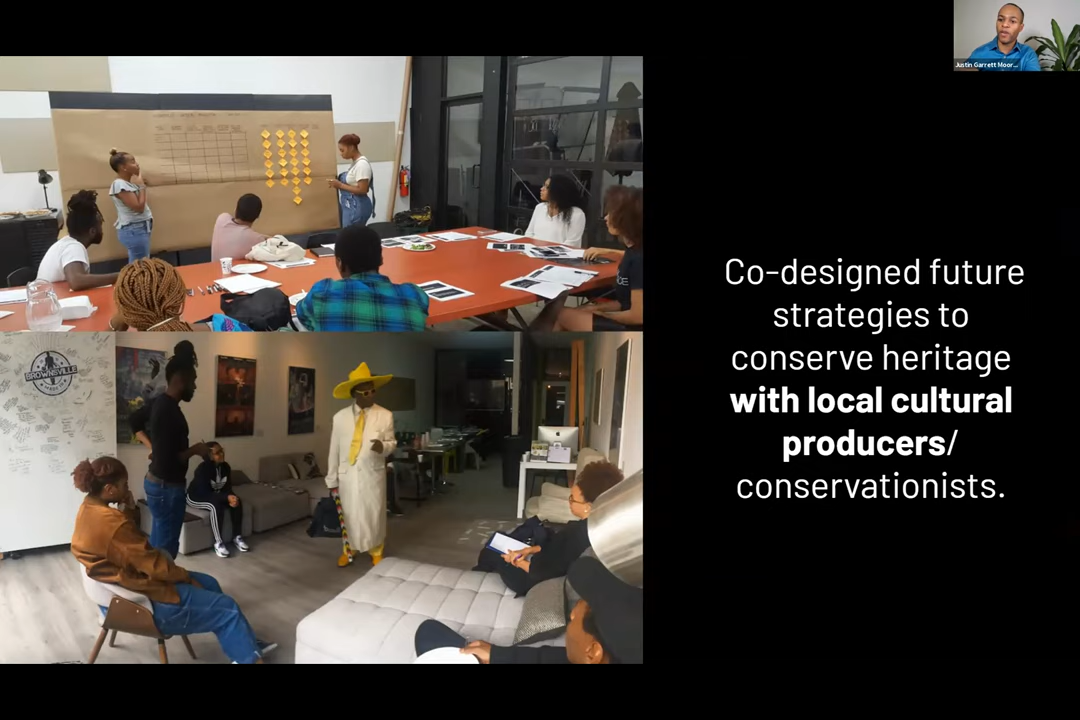 Justin Garrett Moor...
BROWNSVILLE
Co-designed future
strategies to
conserve heritage
with local cultural
producers/
conservationists.